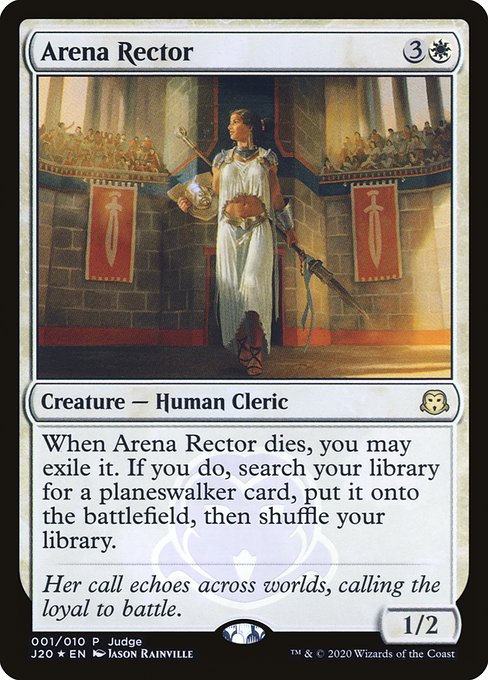 Arena Rector 3
Creature — Human Cleric
When Arena Rector dies, you may
exile it. If you do, search your library
for a planeswalker card, put it onto
the battlefield, then shuffle your
library.
Her call echoes across worlds, calling the
loyal to battle.
1/2
001/010 P Judge
J20 ★ EN Jason Rainville
™ & © 2020 Wizards of the Coast